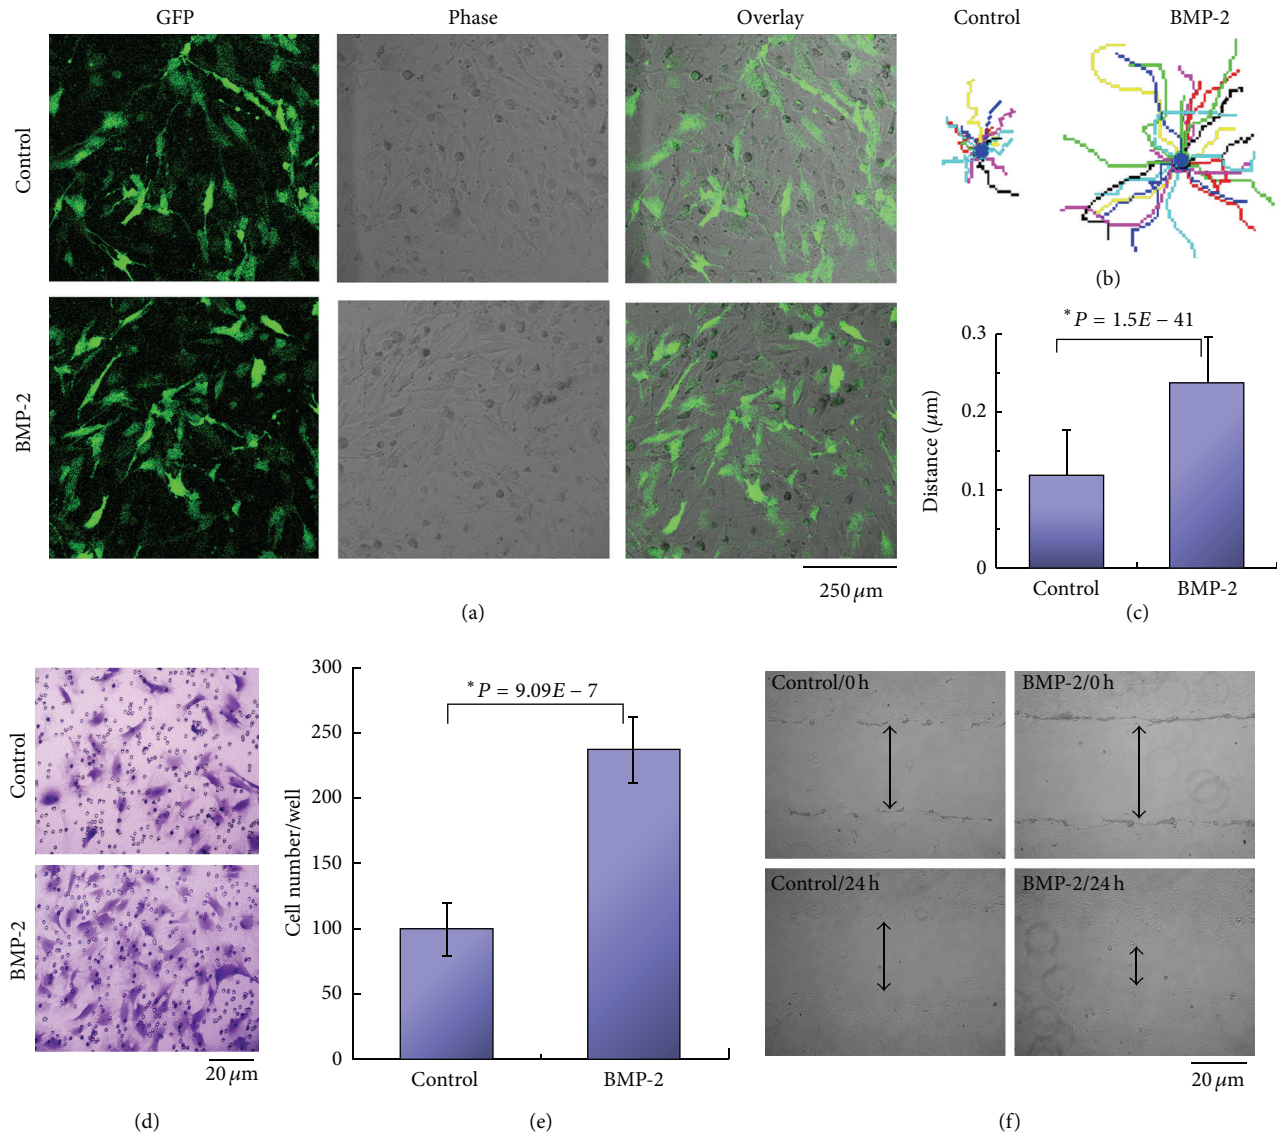 GFP
Phase
Overlay
Control
BMP-2
Control
BMP-2
250 μm
(a)
(b)
* P = 1.5E − 41
0.3
0.2
0.1
0
Distance (μm)
Control
BMP-2
(c)
Control
BMP-2
20 μm
(d)
300
250
200
150
100
50
0
Cell number/well
* P = 9.09E − 7
Control
BMP-2
(e)
Control/0 h
BMP-2/0 h
Control/24 h
BMP-2/24 h
20 μm
(f)